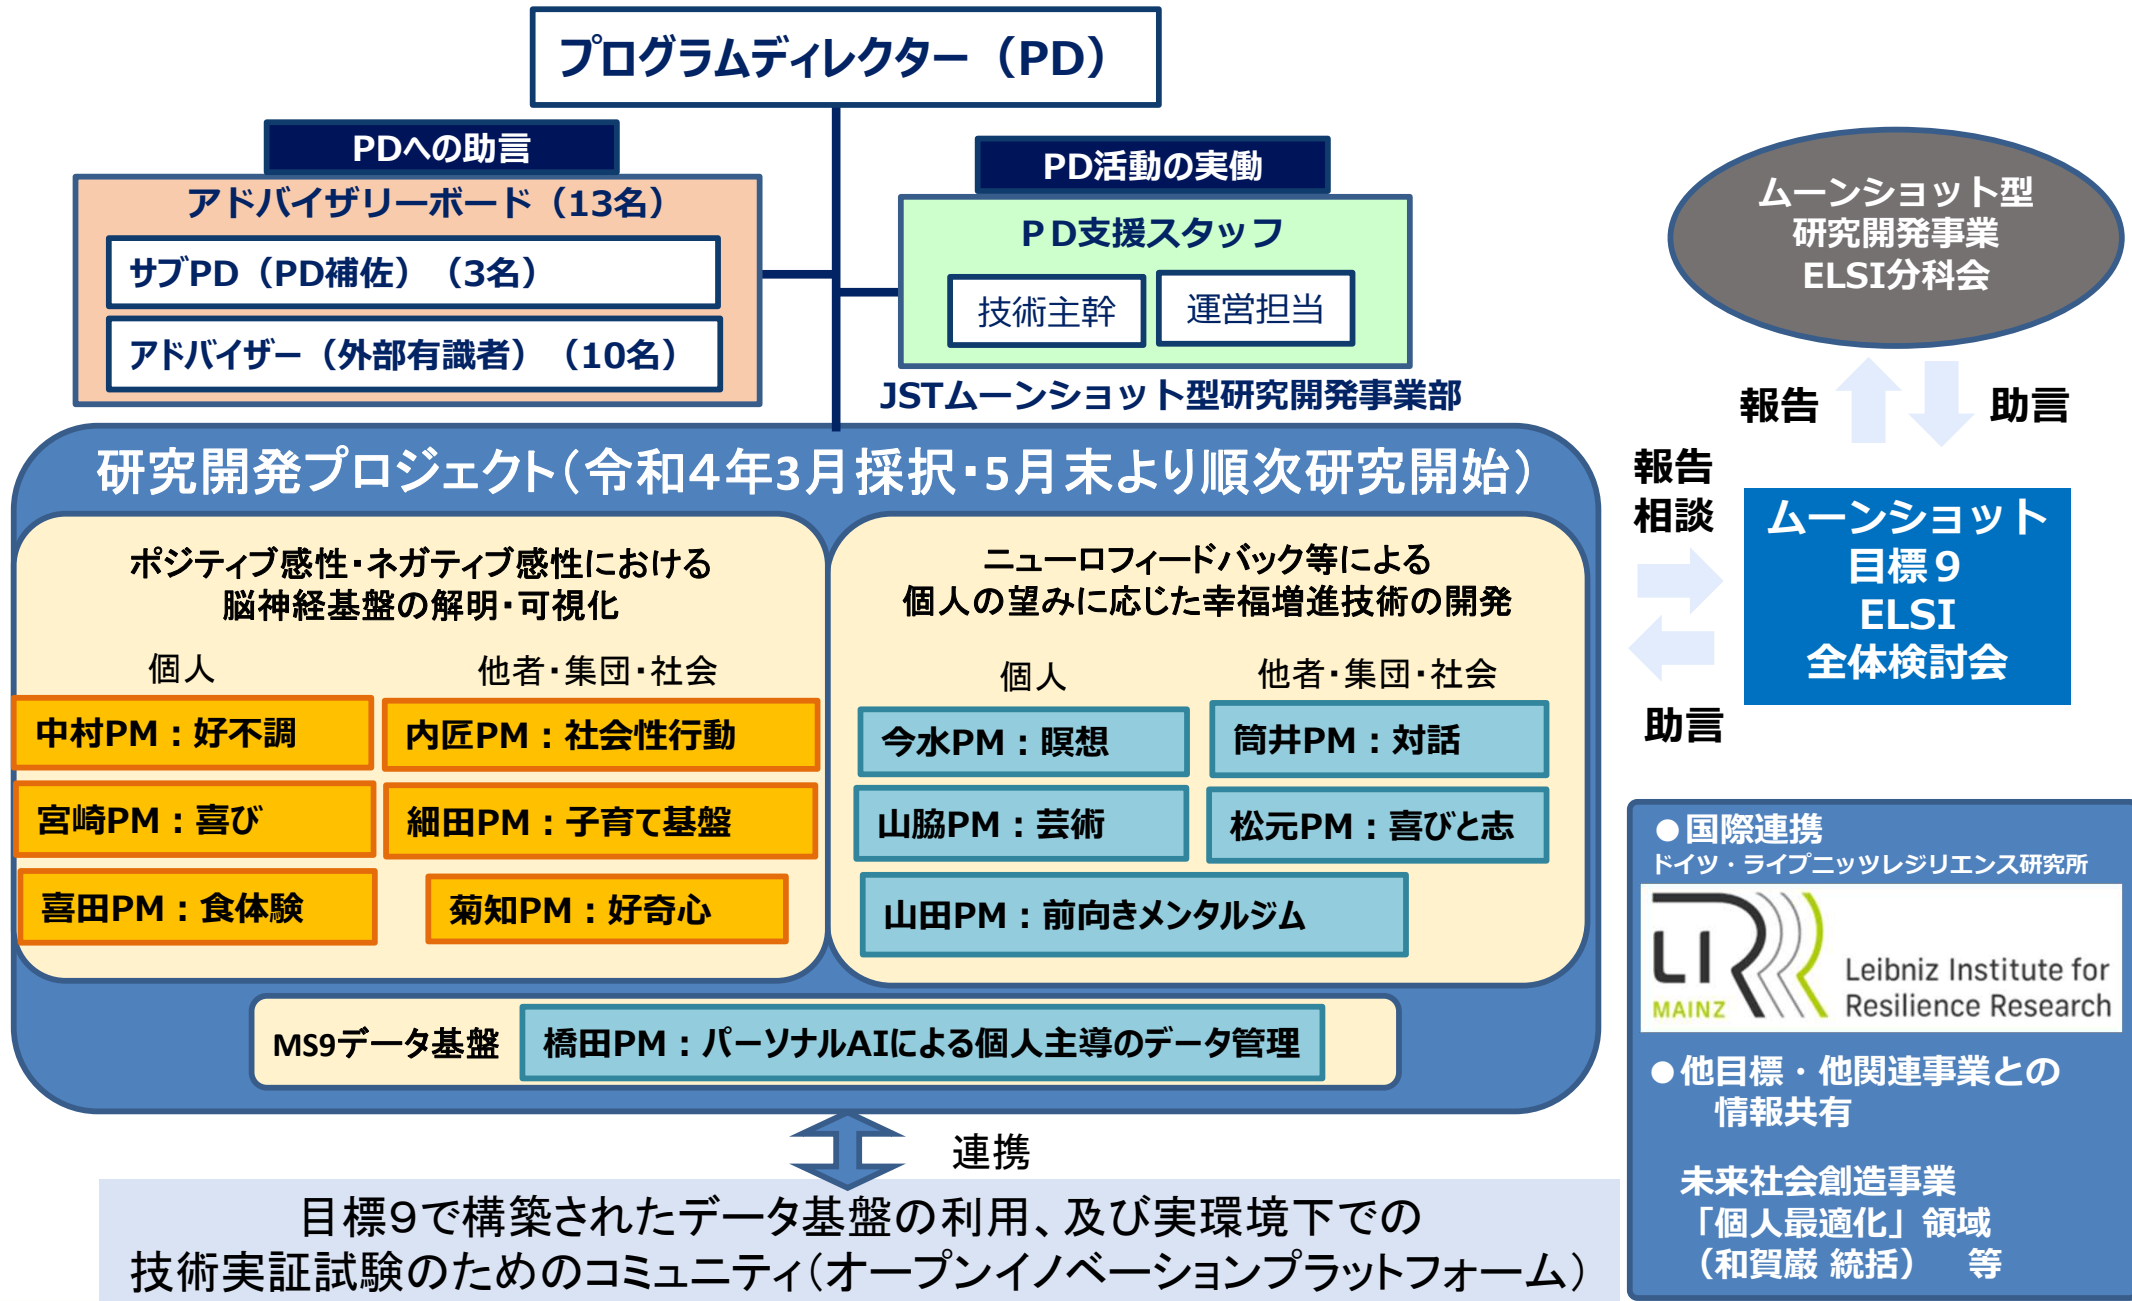 プログラムディレクター（PD）
PDへの助言
アドバイザリーボード（13名）
サブPD（PD補佐）（3名）
アドバイザー（外部有識者）（10名）
PD活動の実働
ＰＤ支援スタッフ
技術主幹
運営担当
JSTムーンショット型研究開発事業部
ムーンショット型
研究開発事業
ELSI分科会
報告
助言
報告
相談
助言
ムーンショット
目標９
ELSI
全体検討会
研究開発プロジェクト（令和４年3月採択・5月末より順次研究開始）
ポジティブ感性・ネガティブ感性における
脳神経基盤の解明・可視化
個人
他者・集団・社会
中村PM：好不調
内匠PM：社会性行動
宮崎PM：喜び
細田PM：子育て基盤
喜田PM：食体験
菊知PM：好奇心
ニューロフィードバック等による
個人の望みに応じた幸福増進技術の開発
個人
他者・集団・社会
今水PM：瞑想
筒井PM：対話
山脇PM：芸術
松元PM：喜びと志
山田PM：前向きメンタルジム
MS9データ基盤
橋田PM：パーソナルAIによる個人主導のデータ管理
連携
目標９で構築されたデータ基盤の利用、及び実環境下での
技術実証試験のためのコミュニティ（オープンイノベーションプラットフォーム）
●国際連携
ドイツ・ライプニッツレジリエンス研究所
LIR
MAINZ
Leibniz Institute for
Resilience Research
●他目標・他関連事業との
情報共有
未来社会創造事業
「個人最適化」領域
（和賀巌 統括）　等